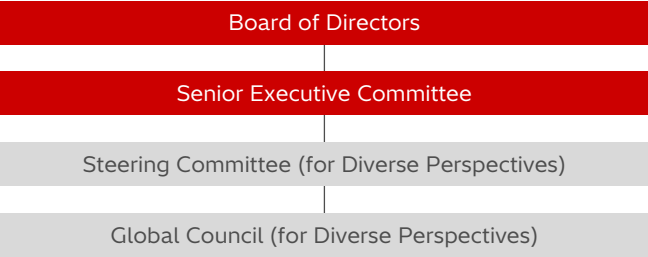 Board of Directors
Senior Executive Committee
Steering Committee (for Diverse Perspectives)
Global Council (for Diverse Perspectives)